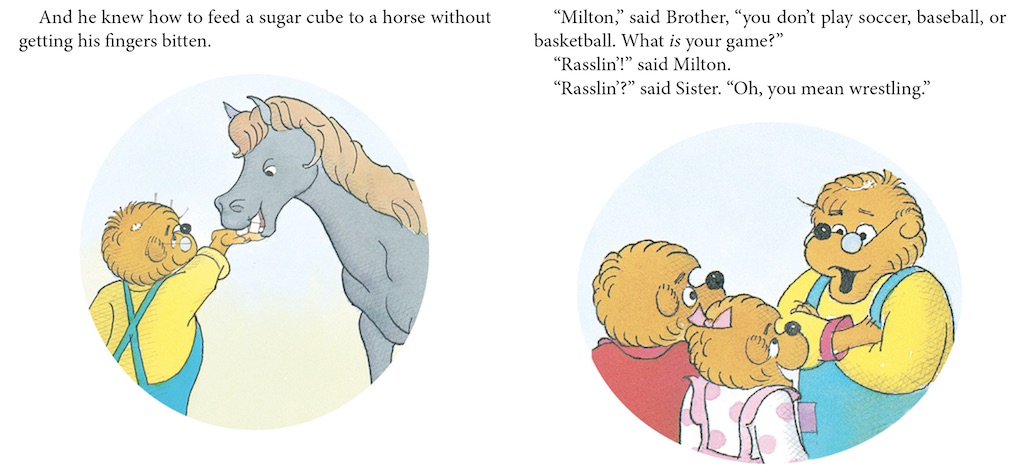 And he knew how to feed a sugar cube to a horse without
getting his fingers bitten.
“Milton,” said Brother, “you don’t play soccer, baseball, or
basketball. What is your game?”
“Rasslin’!” said Milton.
“Rasslin’?” said Sister. “Oh, you mean wrestling.”